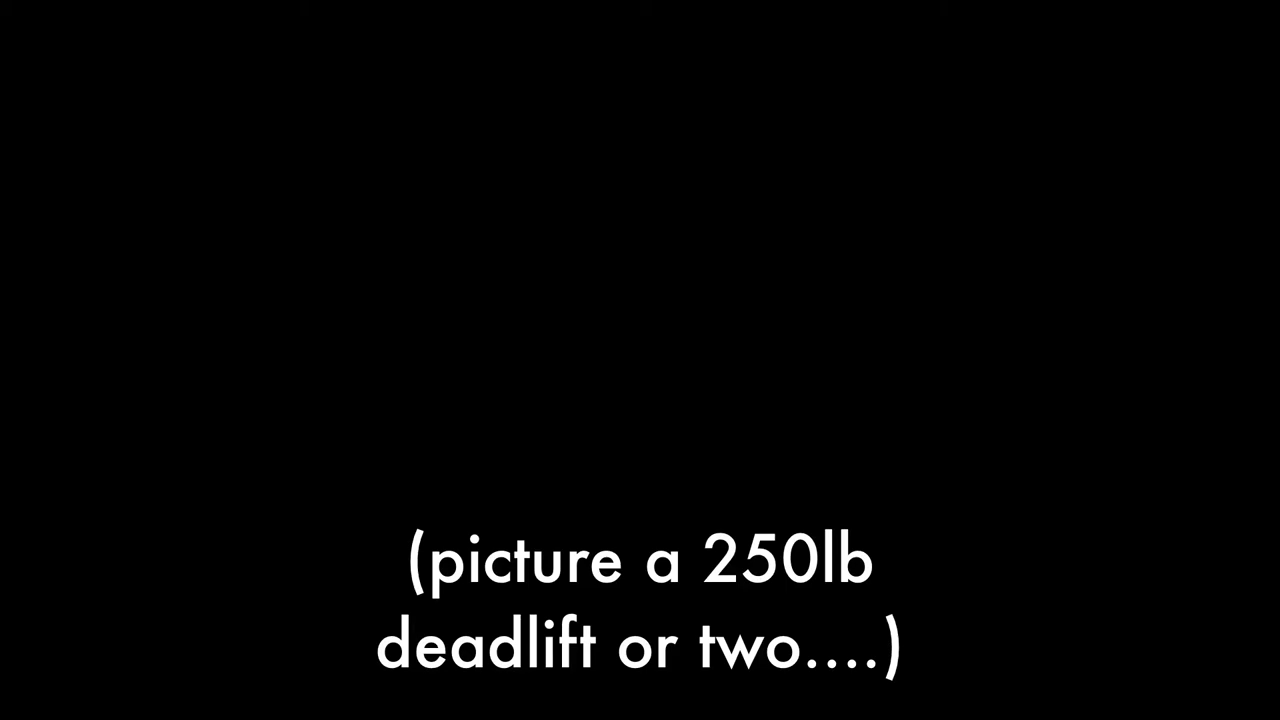 (picture a 250lb
deadlift or two....)